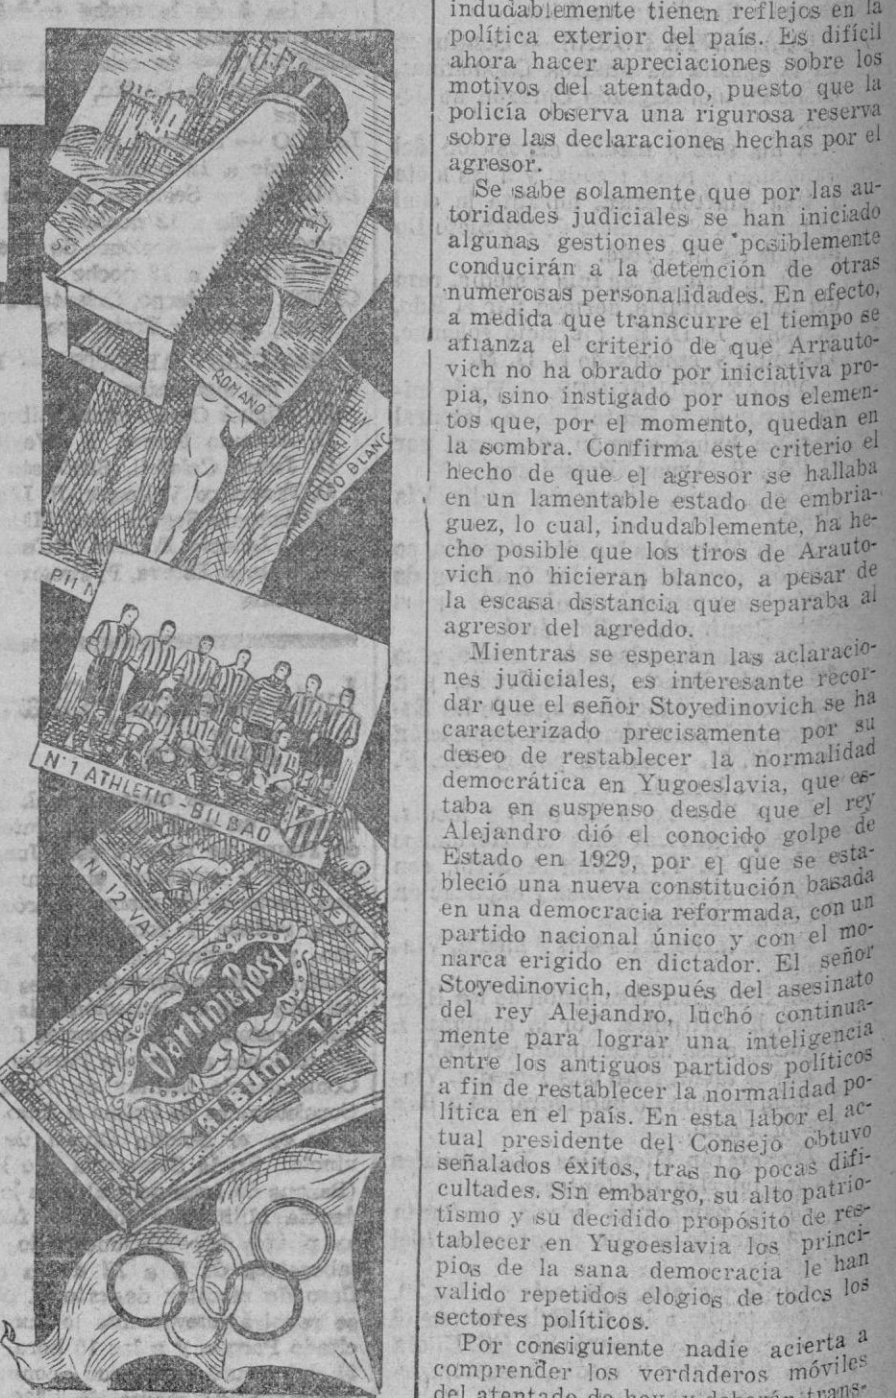 ROMANO
MONTOSO BLANC
Nº 1 ATHLETIC - BILBAO
Nº 12 VA
Martini & Rossi
ALBUM
indudablemente tienen reflejos en la
política exterior del país. Es difícil
ahora hacer apreciaciones sobre los
motivos del atentado, puesto que la
policía observa una rigurosa reserva
sobre las declaraciones hechas por el
agresor.
Se sabe solamente que por las au-
toridades judiciales se han iniciado
algunas gestiones que posiblemente
conducirán a la detención de otras
numerosas personalidades. En efecto,
a medida que transcurre el tiempo se
afianza el criterio de que Arrauto-
vich no ha obrado por iniciativa pro-
pia, sino instigado por unos elemen-
tos que, por el momento, quedan en
la sombra. Confirma este criterio el
hecho de que el agresor se hallaba
en un lamentable estado de embria-
guez, lo cual, indudablemente, ha he-
cho posible que los tiros de Arauto-
vich no hicieran blanco, a pesar de
la escasa dsstancia que separaba al
agresor del agreddo.
Mientras se esperan las aclaracio-
nes judiciales, es interesante recor-
dar que el señor Stoyedinovich se ha
caracterizado precisamente por su
deseo de restablecer la normalidad
democrática en Yugoeslavia, que es-
taba en suspenso desde que el rey
Alejandro dió el conocido golpe de
Estado en 1929, por el que se esta-
bleció una nueva constitución basada
en una democracia reformada, con un
partido nacional único y con el mo-
narca erigido en dictador. El señor
Stoyedinovich, después del asesinato
del rey Alejandro, luchó continua-
mente para lograr una inteligencia
entre los antiguos partidos políticos
a fin de restablecer la normalidad po-
lítica en el país. En esta labor el ac-
tual presidente del Consejo obtuvo
señalados éxitos, tras no pocas difi-
cultades. Sin embargo, su alto patrio-
tismo y su decidido propósito de res-
tablecer en Yugoeslavia los princi-
pios de la sana democracia le han
valido repetidos elogios de todos los
sectores políticos.
Por consiguiente nadie acierta a
comprender los verdaderos móviles
del atentado de hoy